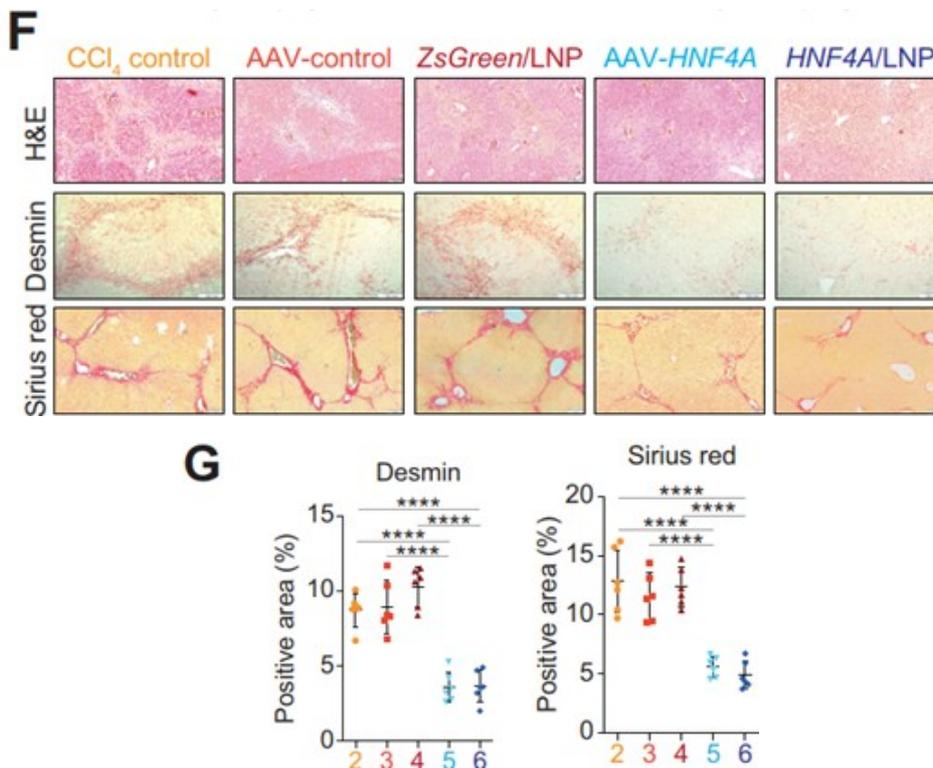 F
CCl4 control AAV-control ZsGreen/LNP AAV-HNF4A HNF4A/LNP
H&E
Desmin
Sirius red
G
Desmin
Positive area (%)
15
10
5
0
2 3 4 5 6
**** 
****
****
****
Sirius red
Positive area (%)
20
15
10
5
0
2 3 4 5 6
****
****
****
****